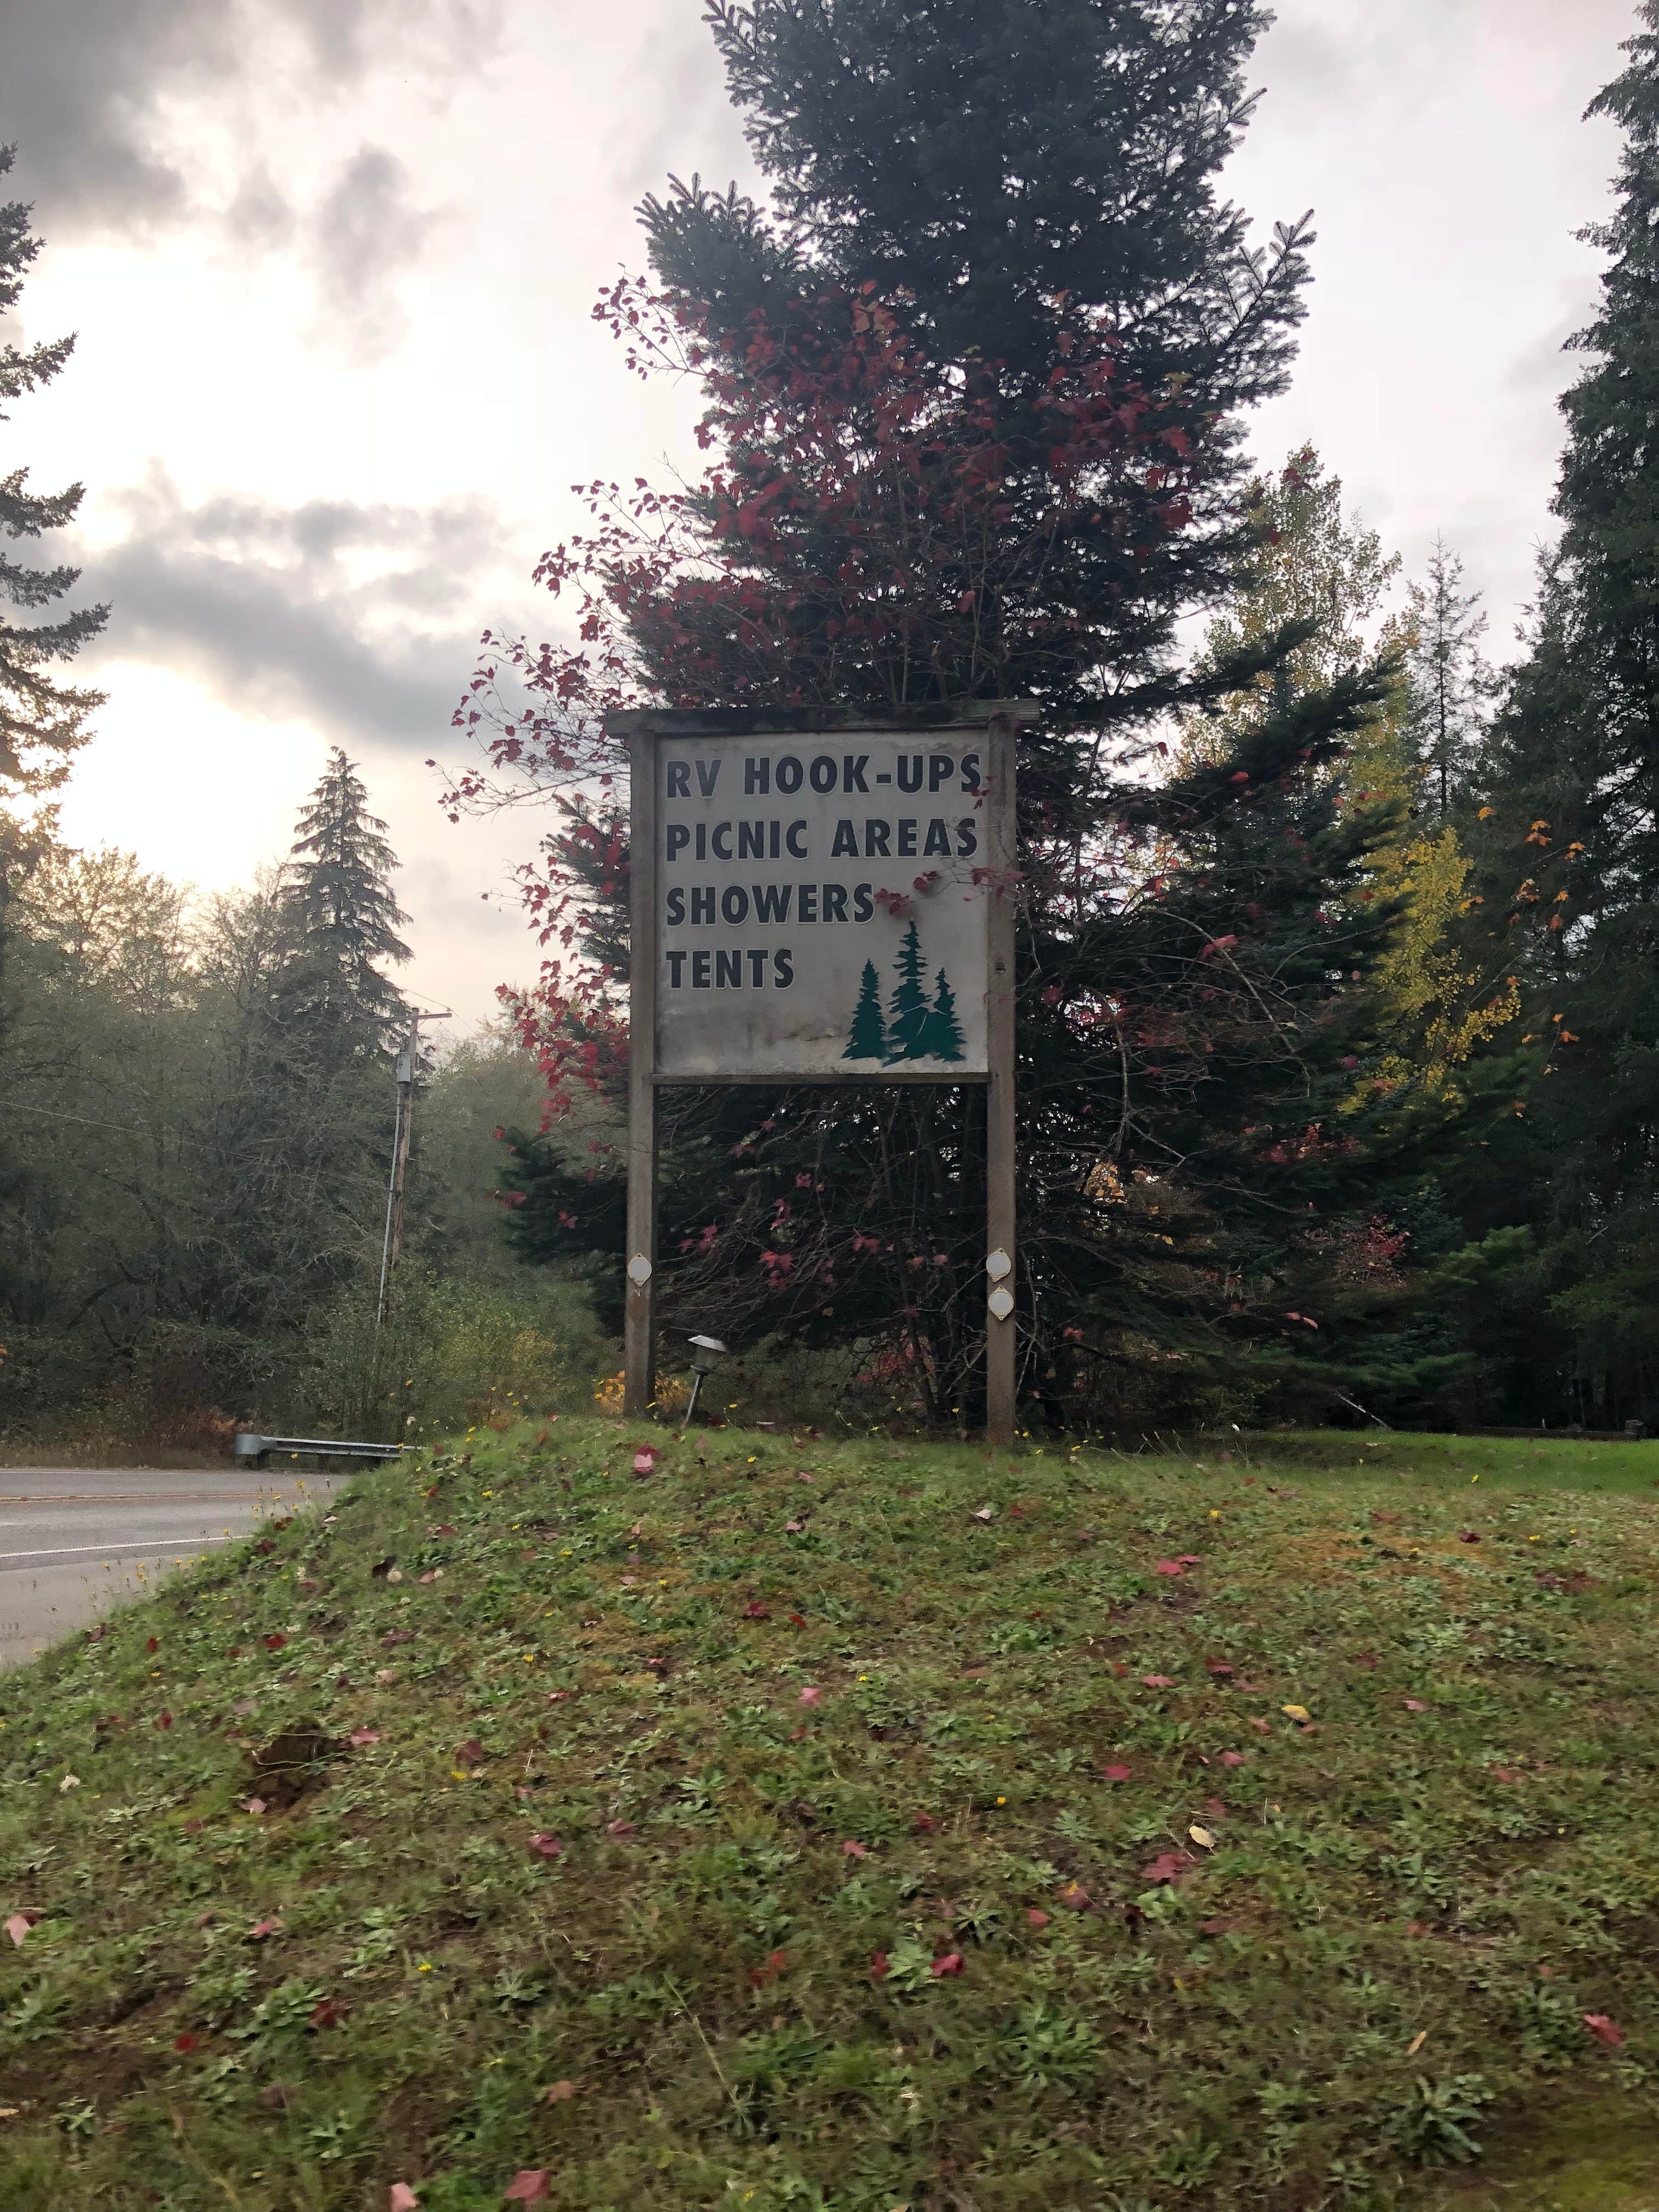 RV HOOK-UPS
PICNIC AREAS
SHOWERS
TENTS